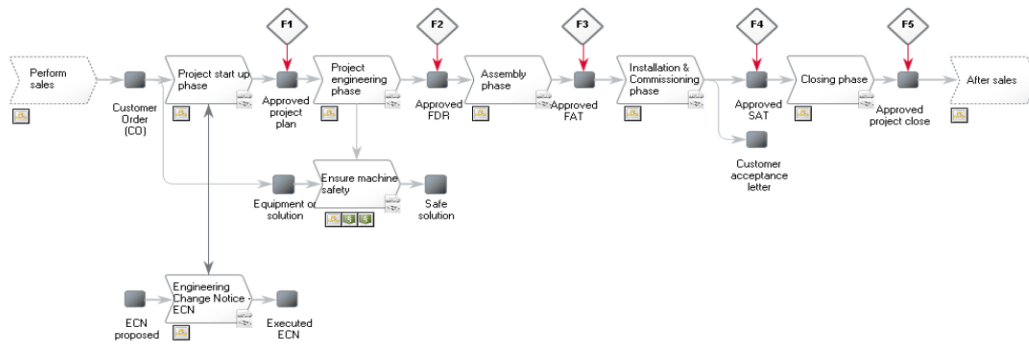 F1
F2
F3
F4
F5
Perform
sales
Customer
Order
(CO)
Project start up
phase
Approved
project
plan
Project
engineering
phase
Approved
FDR
Assembly
phase
Approved
FAT
Installation &
Commissioning
phase
Approved
SAT
Closing phase
Approved
project close
After sales
Customer
acceptance
letter
Equipment or
solution
Ensure machine
safety
Safe
solution
ECN
proposed
Engineering
Change Notice -
ECN
Executed
ECN